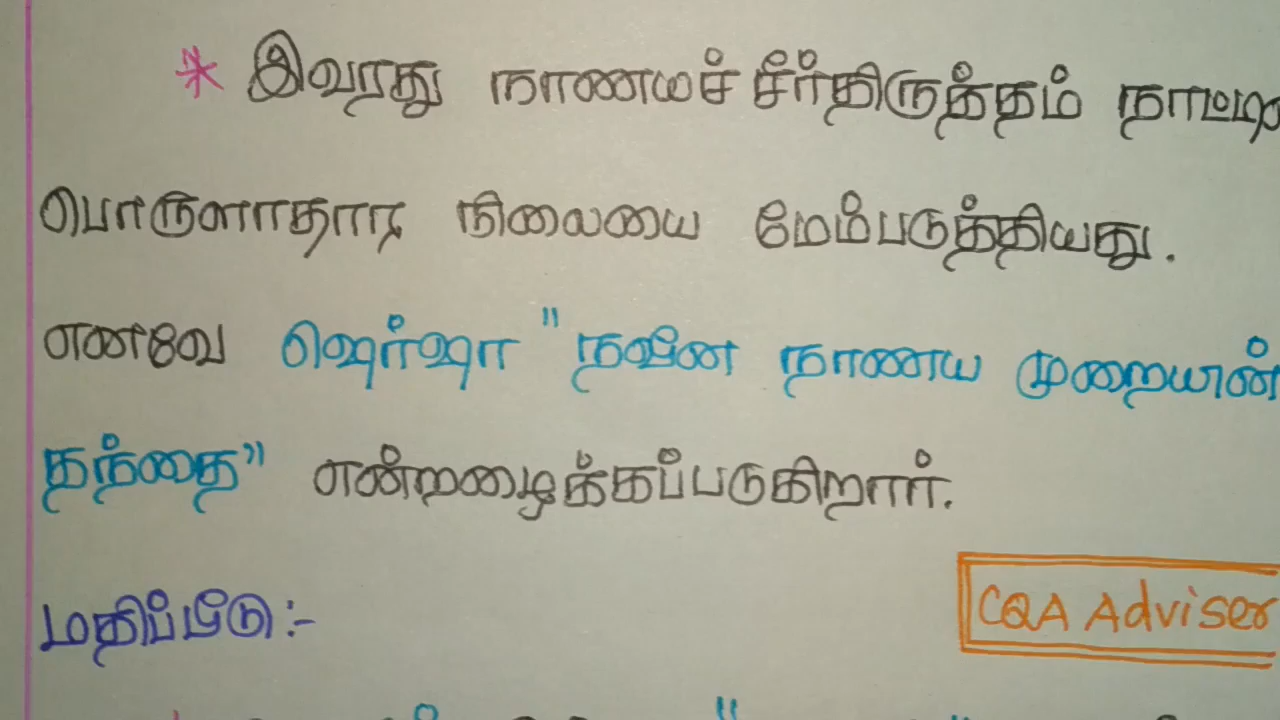 * இவரது நாணயச் சீர்திருத்தம்
பொருளாதார நிலையை மேம்படுத்தியது.
எனவே ஷெர்ஷா "நவீன நாணய முறையின்
தந்தை" என்றழைக்கப்படுகிறார்.
மதிப்பீடு :-
CQA Adviser